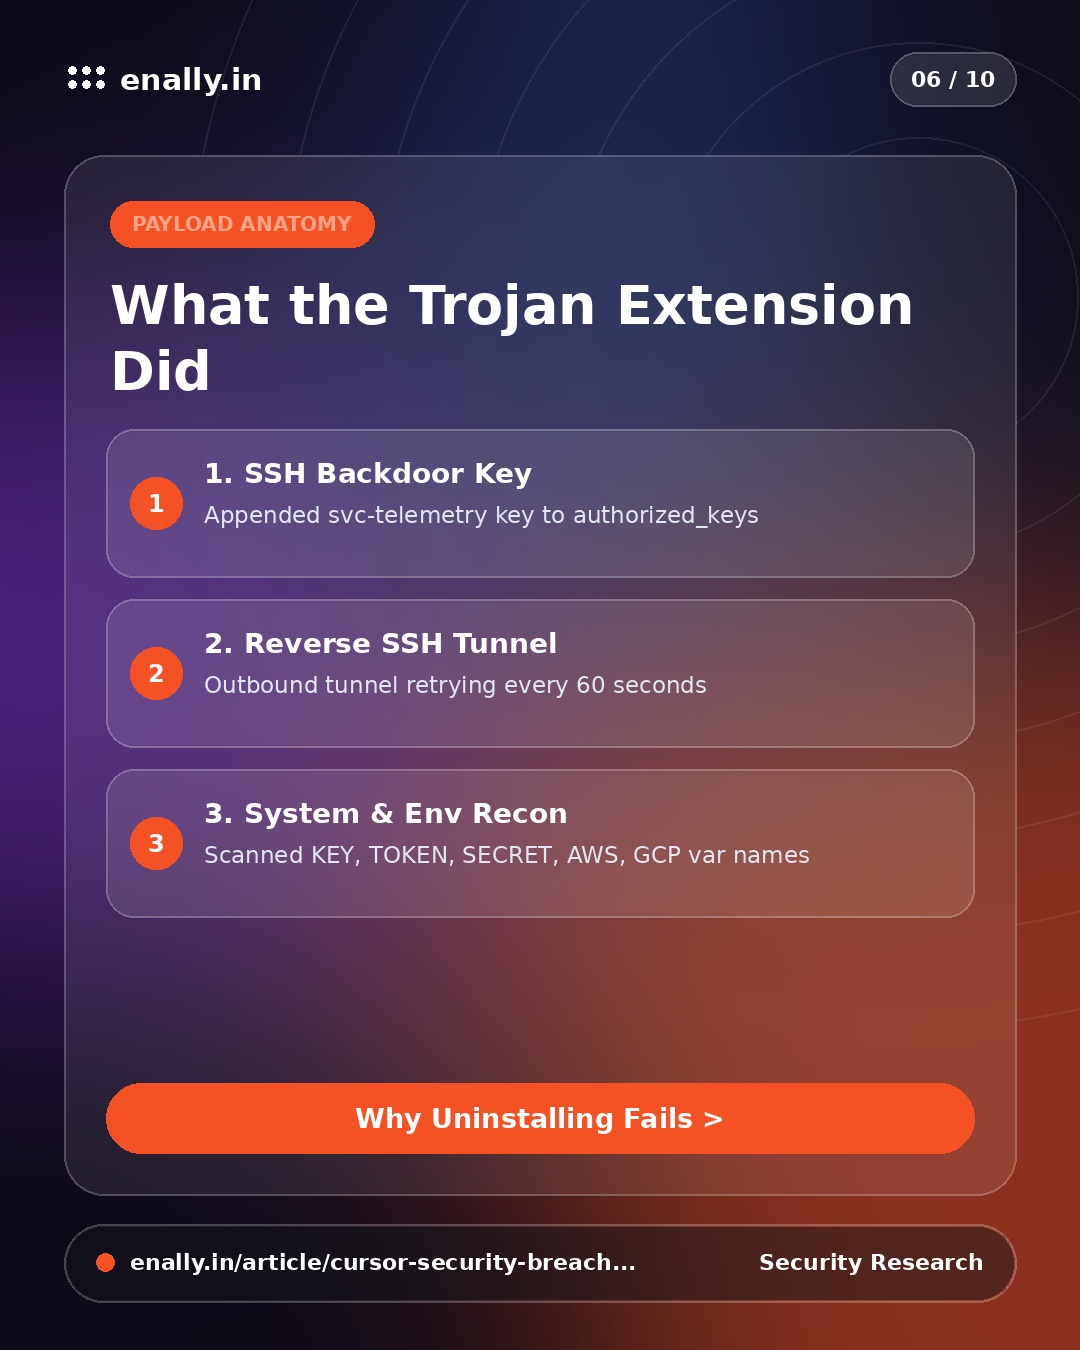 enally.in
06 / 10
PAYLOAD ANATOMY
What the Trojan Extension
Did
1
1. SSH Backdoor Key
Appended svc-telemetry key to authorized_keys
2
2. Reverse SSH Tunnel
Outbound tunnel retrying every 60 seconds
3
3. System & Env Recon
Scanned KEY, TOKEN, SECRET, AWS, GCP var names
Why Uninstalling Fails >
enally.in/article/cursor-security-breach...
Security Research